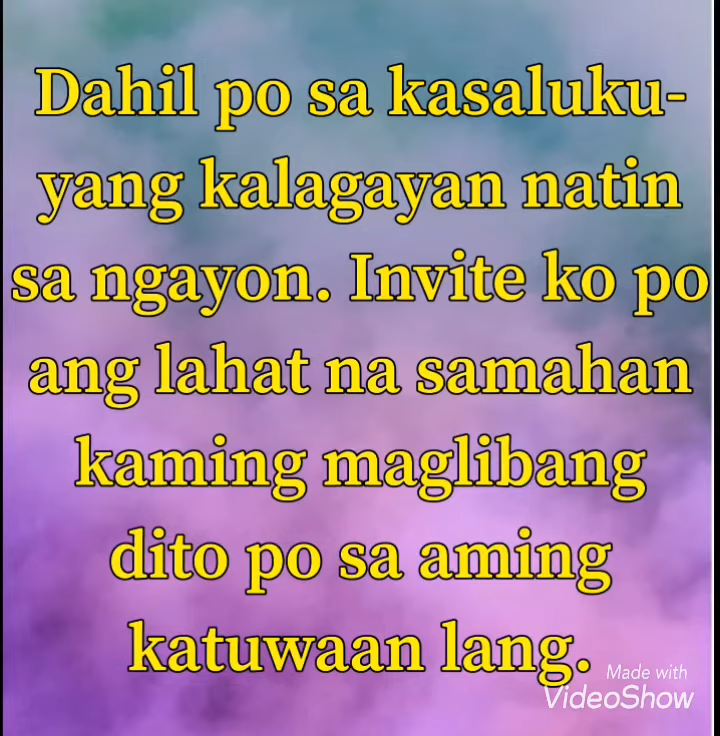 Dahil po sa kasaluku-
yang kalagayan natin
sa ngayon. Invite ko po
ang lahat na samahan
kaming maglibang
dito po sa aming
katuwaan lang.
Made with
VideoShow